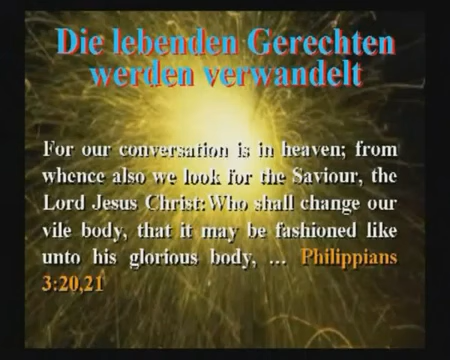 Die lebenden Gerechten
werden verwandelt
For our conversation is in heaven; from
whence also we look for the Saviour, the
Lord Jesus Christ:Who shall change our
vile body, that it may be fashioned like
unto his glorious body, ... Philippians
3:20,21